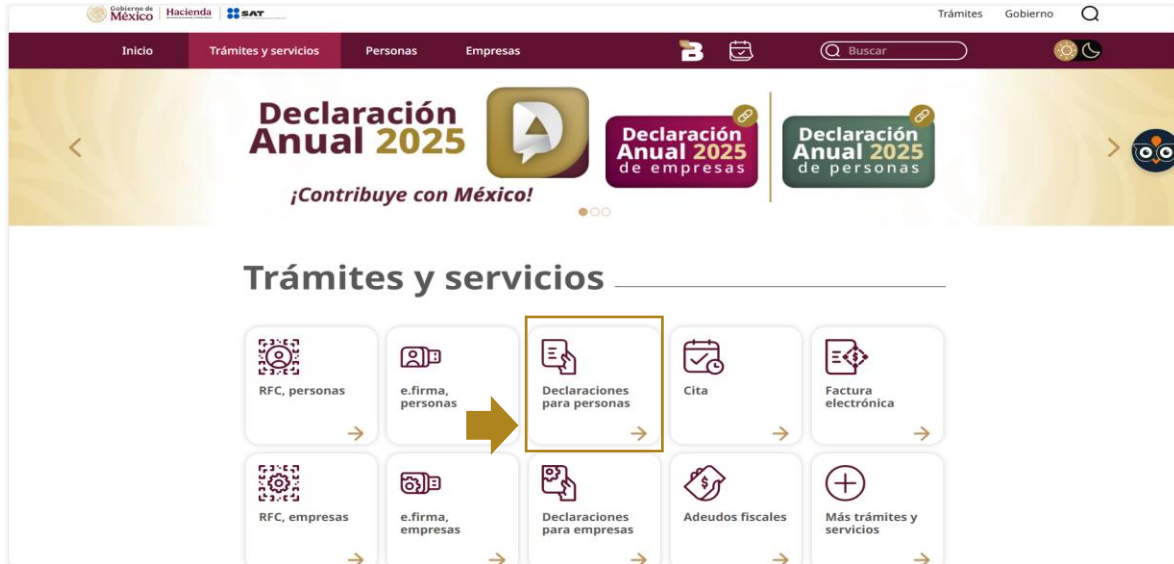 Gobierno de
México
Hacienda
SAT
Trámites
Gobierno
Inicio
Trámites y servicios
Personas
Empresas
Buscar
Declaración
Anual 2025
¡Contribuye con México!
Declaración
Anual 2025
de empresas
Declaración
Anual 2025
de personas
Trámites y servicios
RFC, personas
e.firma,
personas
Declaraciones
para personas
Cita
Factura
electrónica
RFC, empresas
e.firma,
empresas
Declaraciones
para empresas
Adeudos fiscales
Más trámites y
servicios